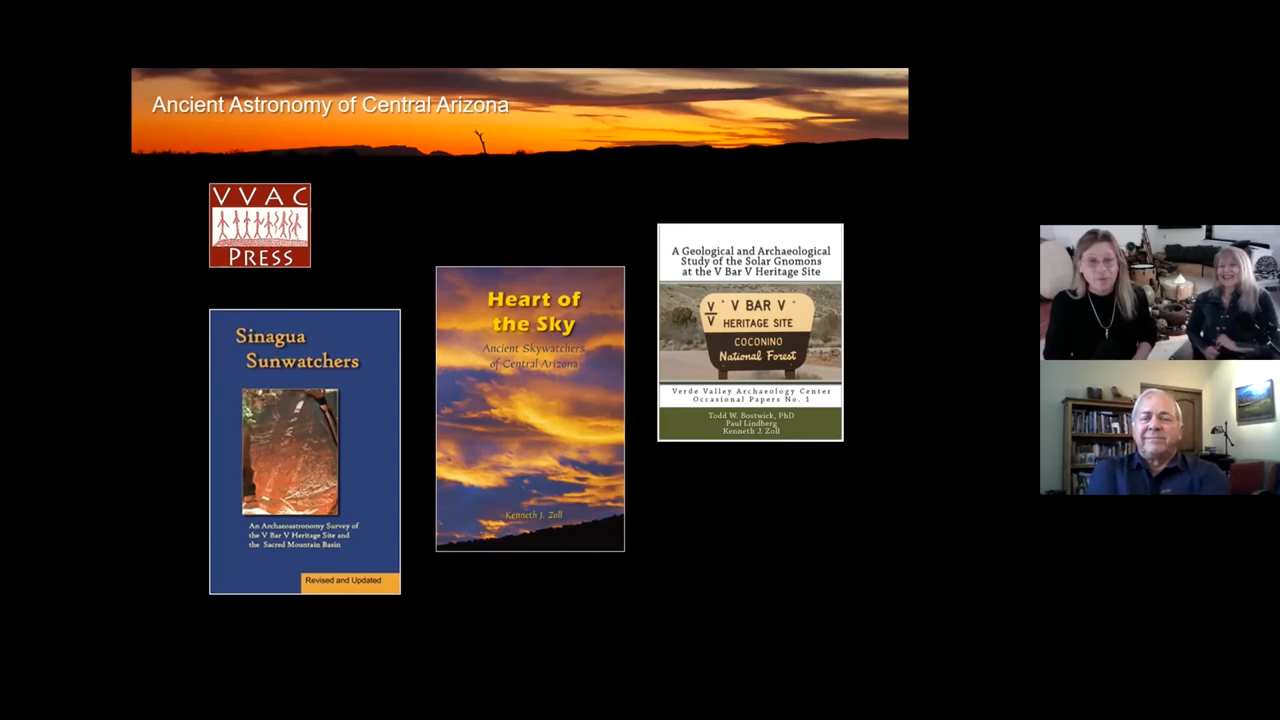 Ancient Astronomy of Central Arizona
VVAC
PRESS
Sinagua
Sunwatchers
An Archaeoastronomy Survey of
the V Bar V Heritage Site and
the Sacred Mountain Basin
Revised and Updated
Heart of
the Sky
Ancient Skywatchers
of Central Arizona
Kenneth J. Zoll
A Geological and Archaeological
Study of the Solar Gnomons
at the V Bar V Heritage Site
V
V
V BAR V
HERITAGE SITE
COCONINO
National Forest
Verde Valley Archaeology Center
Occasional Papers No. 1
Todd W. Bostwick, PhD
Paul Lindberg
Kenneth J. Zoll